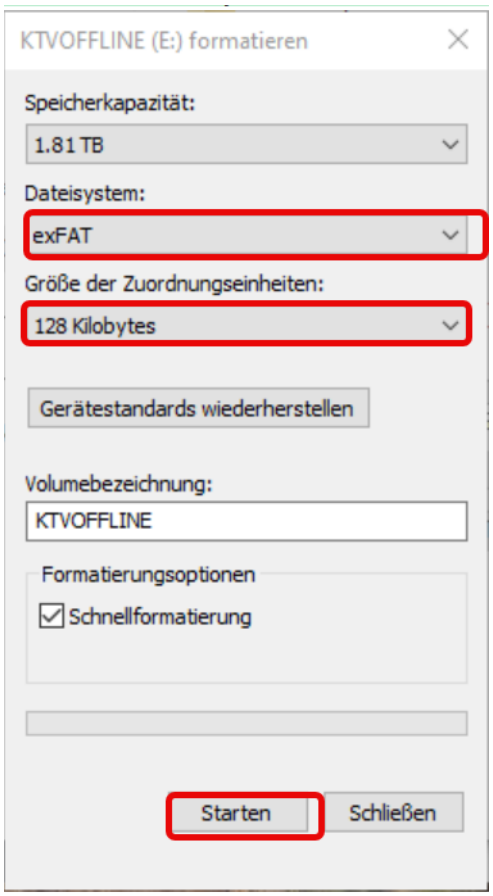 KTVOFFLINE (E:) formatieren
Speicherkapazität:
1.81 TB
Dateisystem:
exFAT
Größe der Zuordnungseinheiten:
128 Kilobytes
Gerätestandards wiederherstellen
Volumebezeichnung:
KTVOFFLINE
Formatierungsoptionen
Schnellformatierung
Starten Schließen